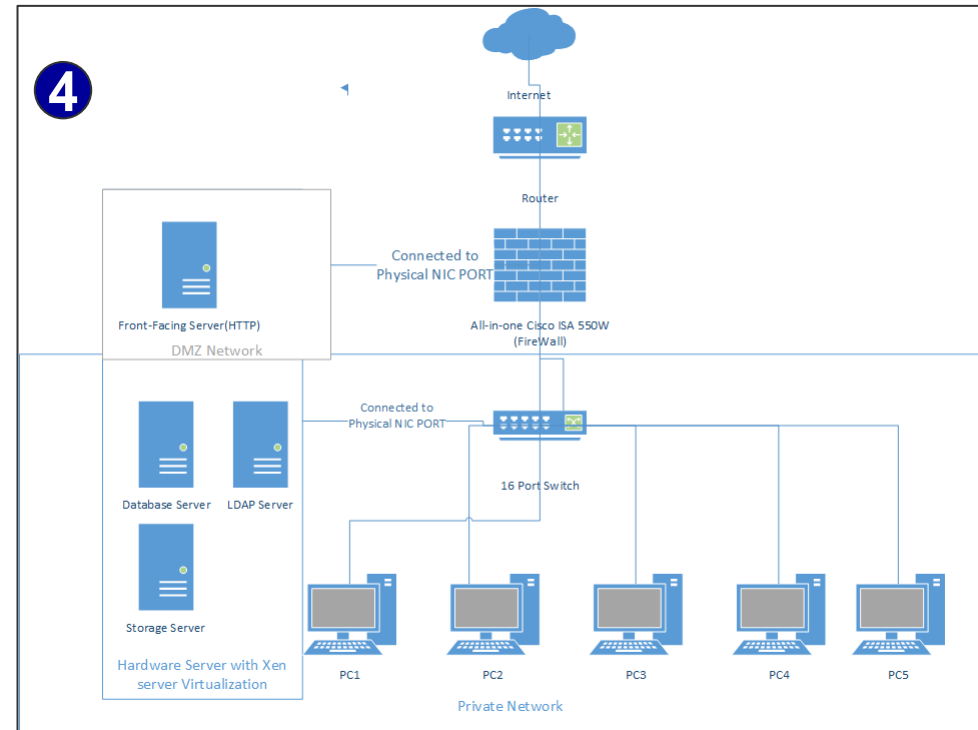 4
Internet
Router
Connected to
Physical NIC PORT
Front-Facing Server(HTTP)
DMZ Network
All-in-one Cisco ISA 550W
(FireWall)
Connected to
Physical NIC PORT
16 Port Switch
Database Server
LDAP Server
Storage Server
Hardware Server with Xen
server Virtualization
PC1
PC2
PC3
PC4
PC5
Private Network